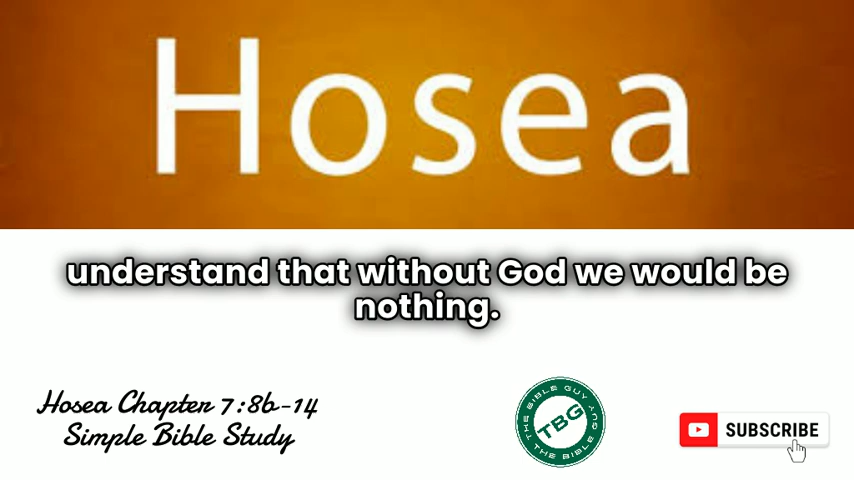 Hosea
understand that without God we would be
nothing.
Hosea Chapter 7:8b-14
Simple Bible Study
THE BIBLE GUY
TBG
THE BIBLE GUY
SUBSCRIBE